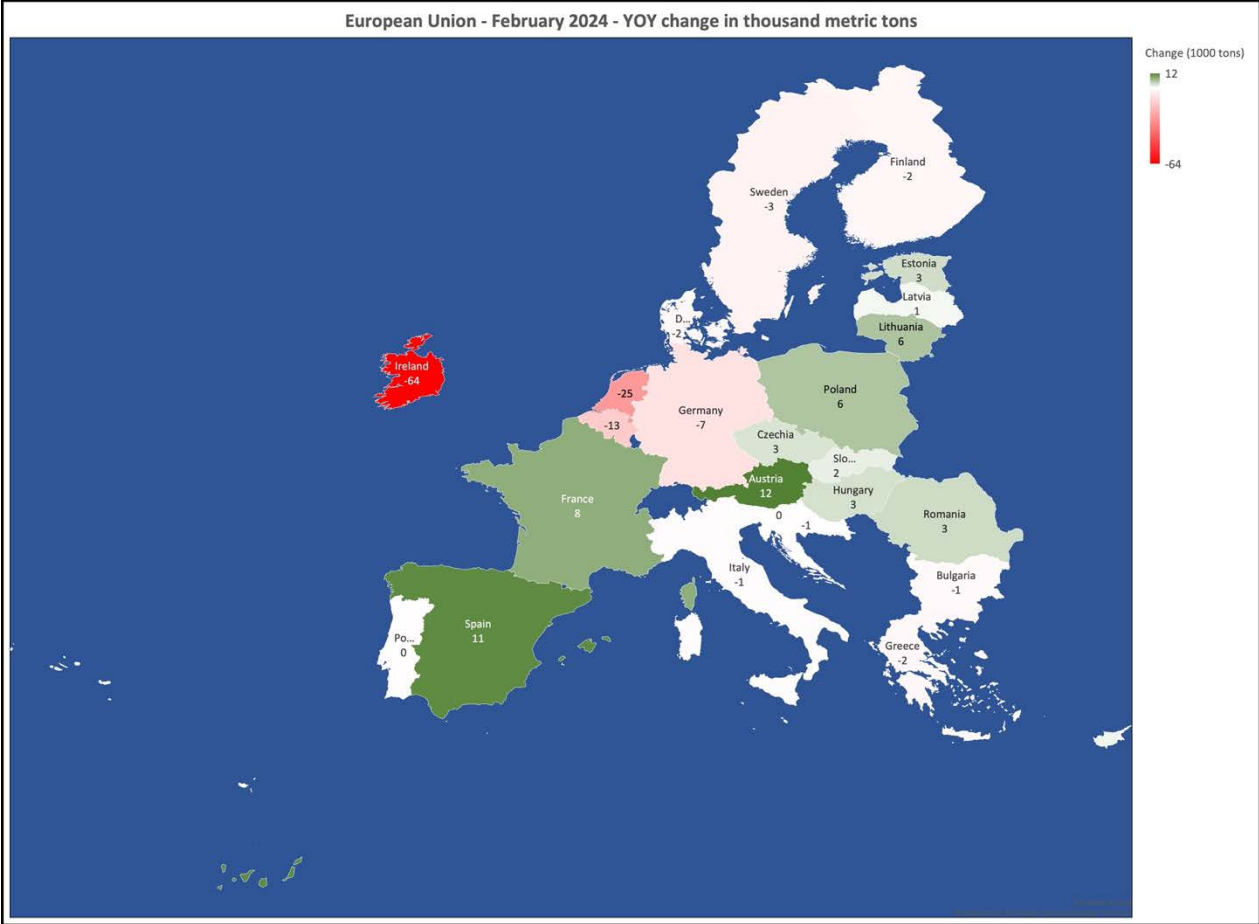 European Union - February 2024 - YOY change in thousand metric tons
Change (1000 tons)
12
-64
Finland
-2
Sweden
-3
Estonia
3
Latvia
1
Lithuania
6
D...
-2
Ireland
-64
-25
Poland
6
Germany
-7
-13
Czechia
3
Slo...
2
Austria
12
Hungary
3
France
8
0
-1
Romania
3
Italy
-1
Bulgaria
-1
Spain
11
Po...
0
Greece
-2